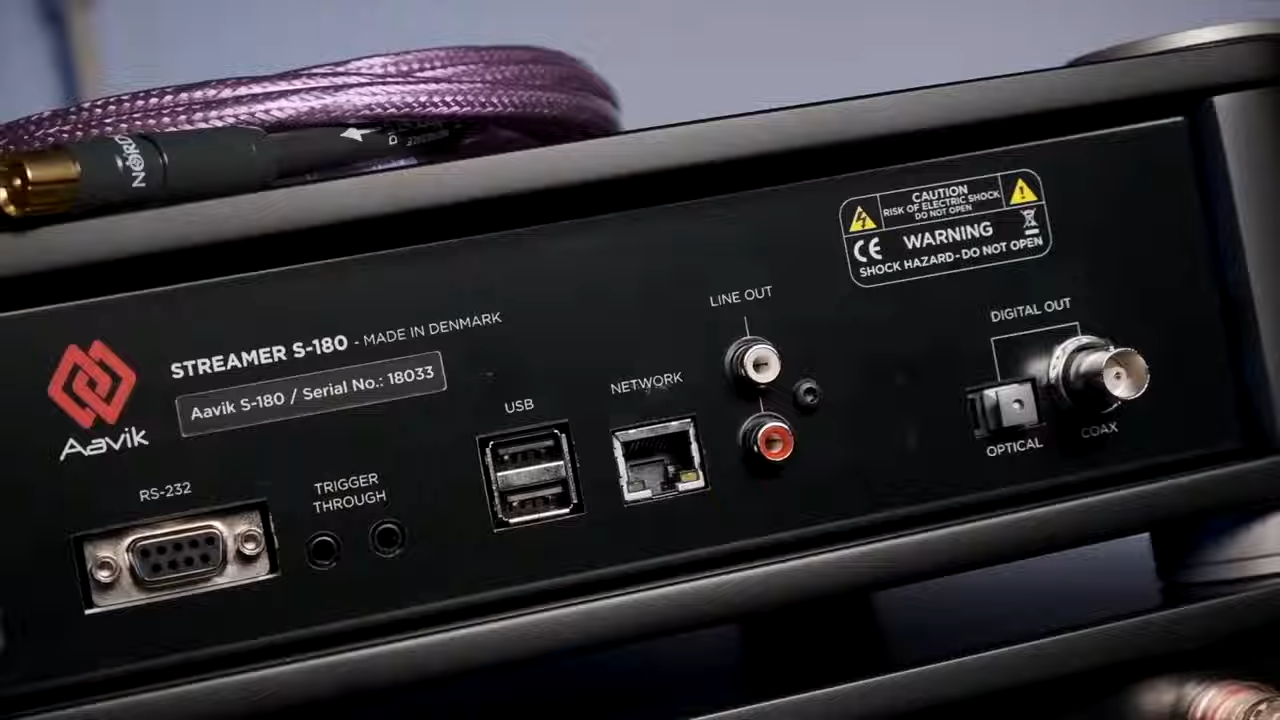 NORD
CAUTION
RISK OF ELECTRIC SHOCK
DO NOT OPEN
CE WARNING
SHOCK HAZARD-DO NOT OPEN
STREAMER S-180 - MADE IN DENMARK
Aavik S-180 / Serial No.: 18033
Aavik
LINE OUT
DIGITAL OUT
USB
NETWORK
OPTICAL
COAX
RS-232
TRIGGER
THROUGH